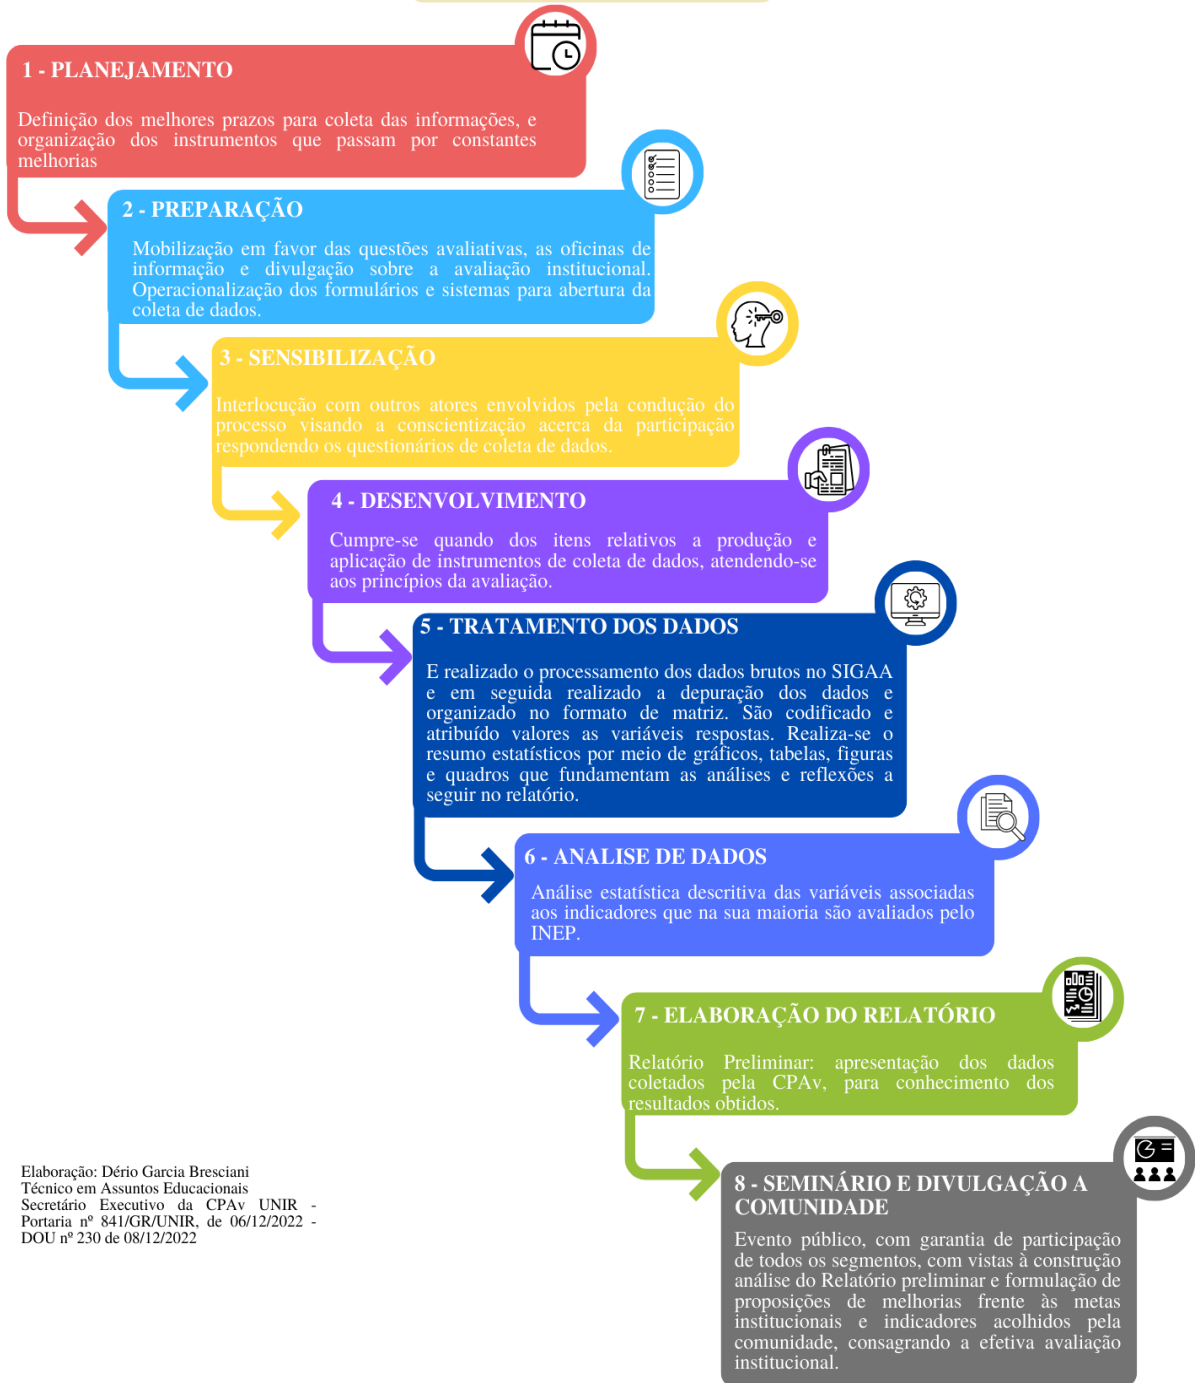 1 - PLANEJAMENTO
Definição dos melhores prazos para coleta das informações, e
organização dos instrumentos que passam por constantes
melhorias
2 - PREPARAÇÃO
Mobilização em favor das questões avaliativas, as oficinas de
informação e divulgação sobre a avaliação institucional.
Operacionalização dos formulários e sistemas para abertura da
coleta de dados.
3 - SENSIBILIZAÇÃO
Interlocução com outros atores envolvidos pela condução do
processo visando a conscientização acerca da participação
respondendo os questionários de coleta de dados.
4 - DESENVOLVIMENTO
Cumpre-se quando dos itens relativos a produção e
aplicação de instrumentos de coleta de dados, atendendo-se
aos princípios da avaliação.
5 - TRATAMENTO DOS DADOS
E realizado o processamento dos dados brutos no SIGAA
e em seguida realizado a depuração dos dados e
organizado no formato de matriz. São codificado e
atribuído valores as variáveis respostas. Realiza-se o
resumo estatísticos por meio de gráficos, tabelas, figuras
e quadros que fundamentam as análises e reflexões a
seguir no relatório.
6 - ANALISE DE DADOS
Análise estatística descritiva das variáveis associadas
aos indicadores que na sua maioria são avaliados pelo
INEP.
7 - ELABORAÇÃO DO RELATÓRIO
Relatório Preliminar: apresentação dos dados
coletados pela CPAv, para conhecimento dos
resultados obtidos.
8 - SEMINÁRIO E DIVULGAÇÃO A
COMUNIDADE
Evento público, com garantia de participação
de todos os segmentos, com vistas à construção
análise do Relatório preliminar e formulação de
proposições de melhorias frente às metas
institucionais e indicadores acolhidos pela
comunidade, consagrando a efetiva avaliação
institucional.
Elaboração: Dério Garcia Bresciani
Técnico em Assuntos Educacionais
Secretário Executivo da CPAv UNIR -
Portaria nº 841/GR/UNIR, de 06/12/2022 -
DOU nº 230 de 08/12/2022